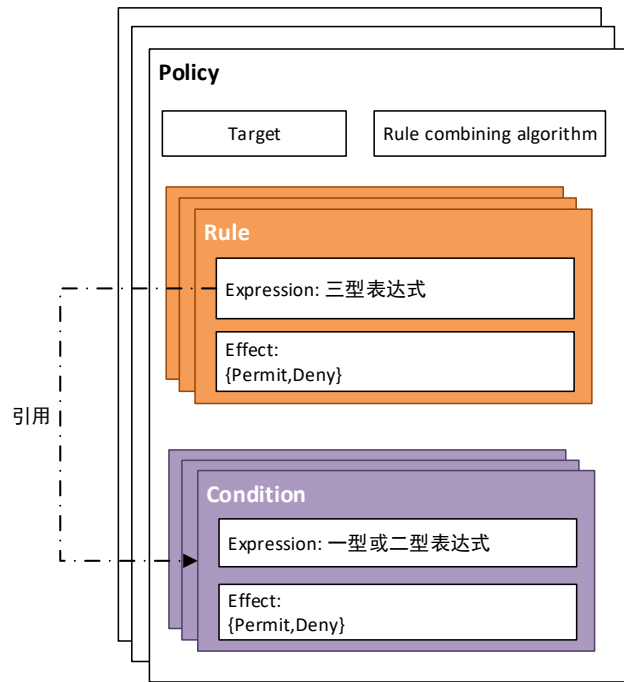 Policy
Target
Rule combining algorithm
Rule
Expression: 三型表达式
Effect:
{Permit,Deny}
引用
Condition
Expression: 一型或二型表达式
Effect:
{Permit,Deny}